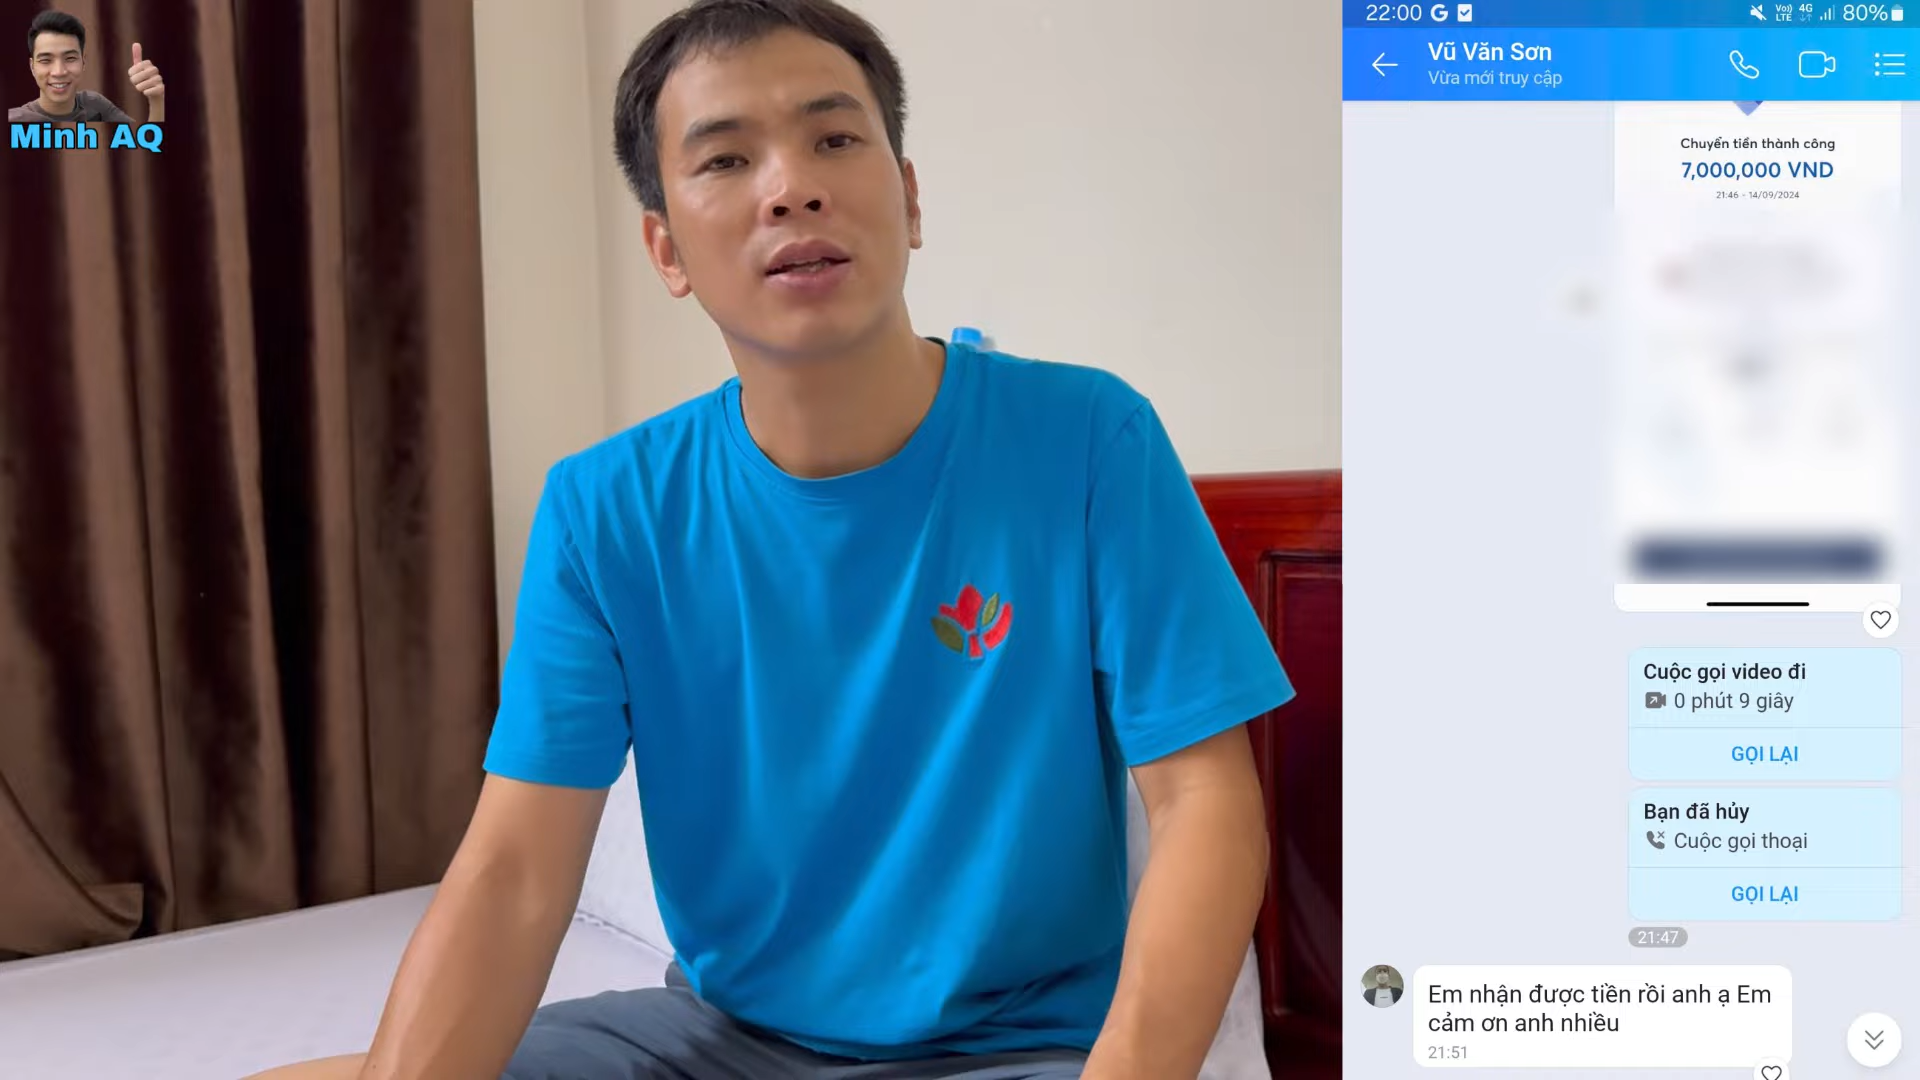 Minh AQ
22:00
Vo))
LTE
4G
80%
Vũ Văn Sơn
Vừa mới truy cập
Chuyển tiền thành công
7,000,000 VND
21:46 - 14/09/2024
Cuộc gọi video đi
0 phút 9 giây
GỌI LẠI
Bạn đã hủy
Cuộc gọi thoại
GỌI LẠI
21:47
Em nhận được tiền rồi anh ạ Em
cảm ơn anh nhiều
21:51